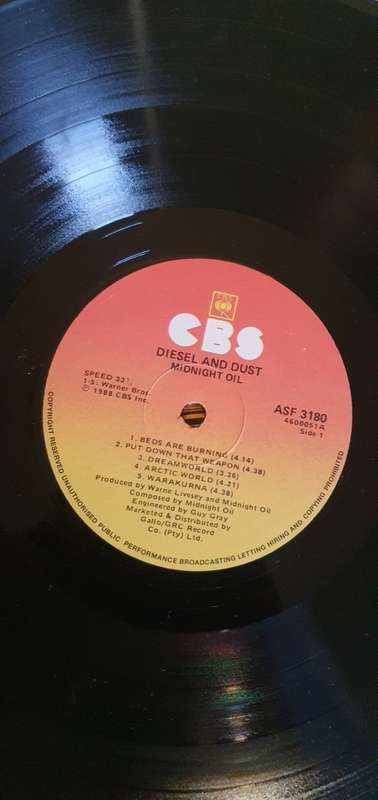 CBS
DIESEL AND DUST
MIDNIGHT OIL
SPEED 33⅓
1-5: Warner Bros.
℗ 1988 CBS Inc.
ASF 3180
4600051A
Side 1
1. BEDS ARE BURNING (4.14)
2. PUT DOWN THAT WEAPON (4.38)
3. DREAMWORLD (3.36)
4. ARCTIC WORLD (4.21)
5. WARAKURNA (4.38)
Produced by Warne Livesey and Midnight Oil
Composed by Midnight Oil
Engineered by Guy Gray
Marketed & Distributed by
Gallo/GRC Record
Co. (Pty) Ltd.
COPYRIGHT RESERVED UNAUTHORISED PUBLIC PERFORMANCE BROADCASTING LETTING HIRING AND COPYING PROHIBITED